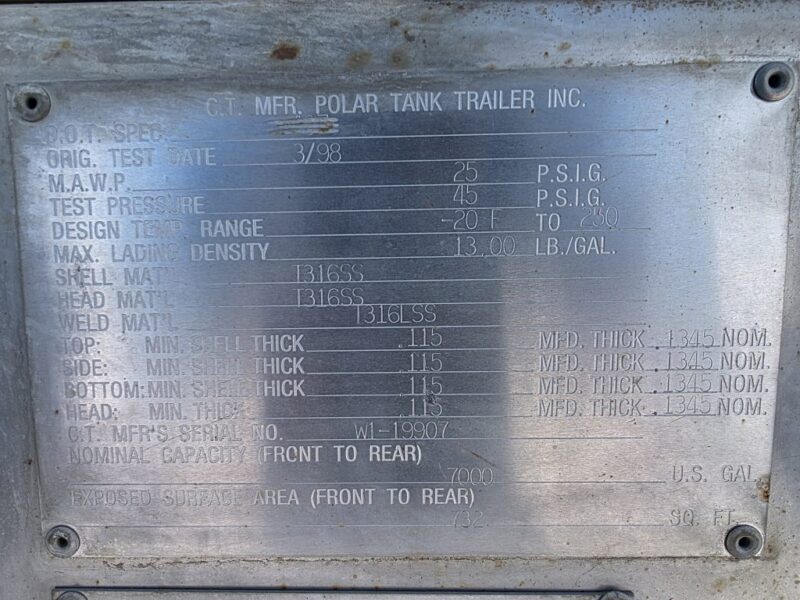 C.T. MFR. POLAR TANK TRAILER INC.
D.O.T. SPEC.
ORIG. TEST DATE 3/98
M.A.W.P. 25 P.S.I.G.
TEST PRESSURE 45 P.S.I.G.
DESIGN TEMP. RANGE -20 F TO 250
MAX. LADING DENSITY 13.00 LB./GAL.
SHELL MAT'L T316SS
HEAD MAT'L T316SS
WELD MAT'L T316LSS
TOP: MIN. SHELL THICK .115 MFD. THICK .1345 NOM.
SIDE: MIN. SHELL THICK .115 MFD. THICK .1345 NOM.
BOTTOM: MIN. SHELL THICK .115 MFD. THICK .1345 NOM.
HEAD: MIN. THICK .115 MFD. THICK .1345 NOM.
C.T. MFR'S SERIAL NO. W1-19907
NOMINAL CAPACITY (FRONT TO REAR)
7000 U.S. GAL.
EXPOSED SURFACE AREA (FRONT TO REAR)
732 SQ. FT.